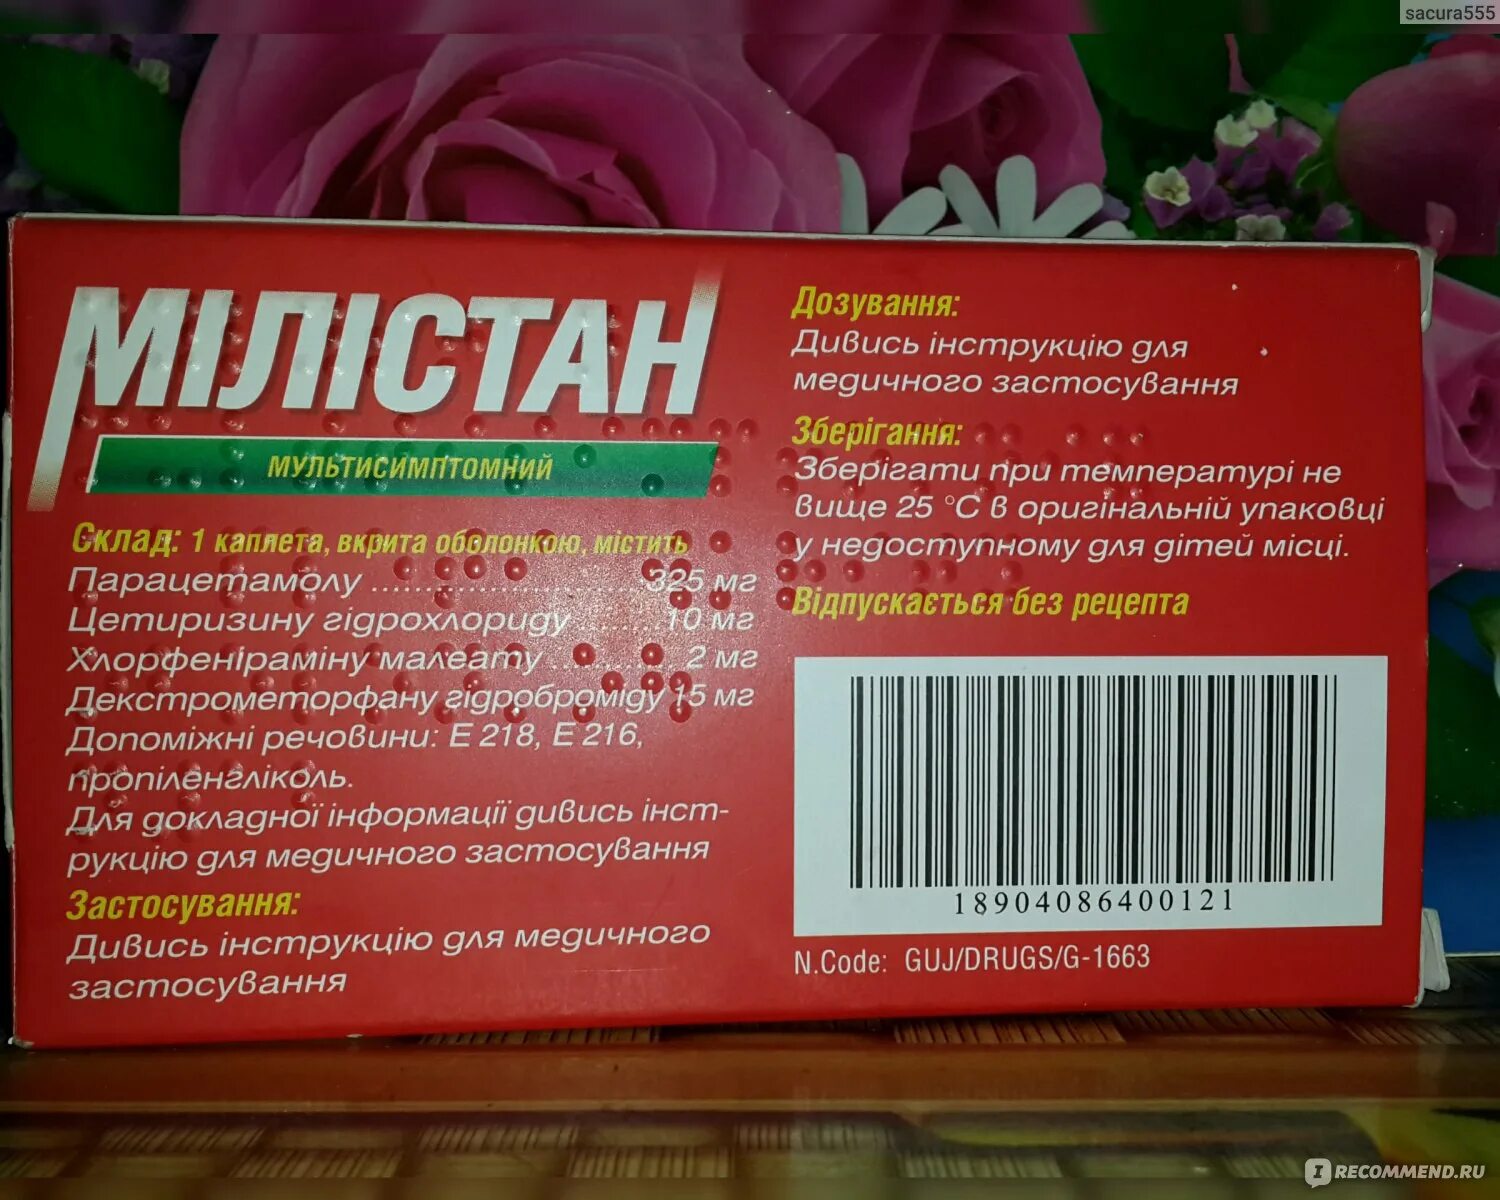 sacura555
МІЛІСТАН
МУЛЬТИСИМПТОМНИЙ
Склад: 1 каплета, вкрита оболонкою, містить
Парацетамолу ........................ 325 мг
Цетиризину гідрохлориду ........ 10 мг
Хлорфеніраміну малеату ............ 2 мг
Декстрометорфану гідроброміду 15 мг
Допоміжні речовини: Е 218, Е 216,
пропіленгліколь.
Для докладної інформації дивись інст-
рукцію для медичного застосування
Застосування:
Дивись інструкцію для медичного
застосування
Дозування:
Дивись інструкцію для
медичного застосування
Зберігання:
Зберігати при температурі не
вище 25 °С в оригінальній упаковці
у недоступному для дітей місці.
Відпускається без рецепта
18904086400121
N.Code: GUJ/DRUGS/G-1663
RECOMMEND.RU